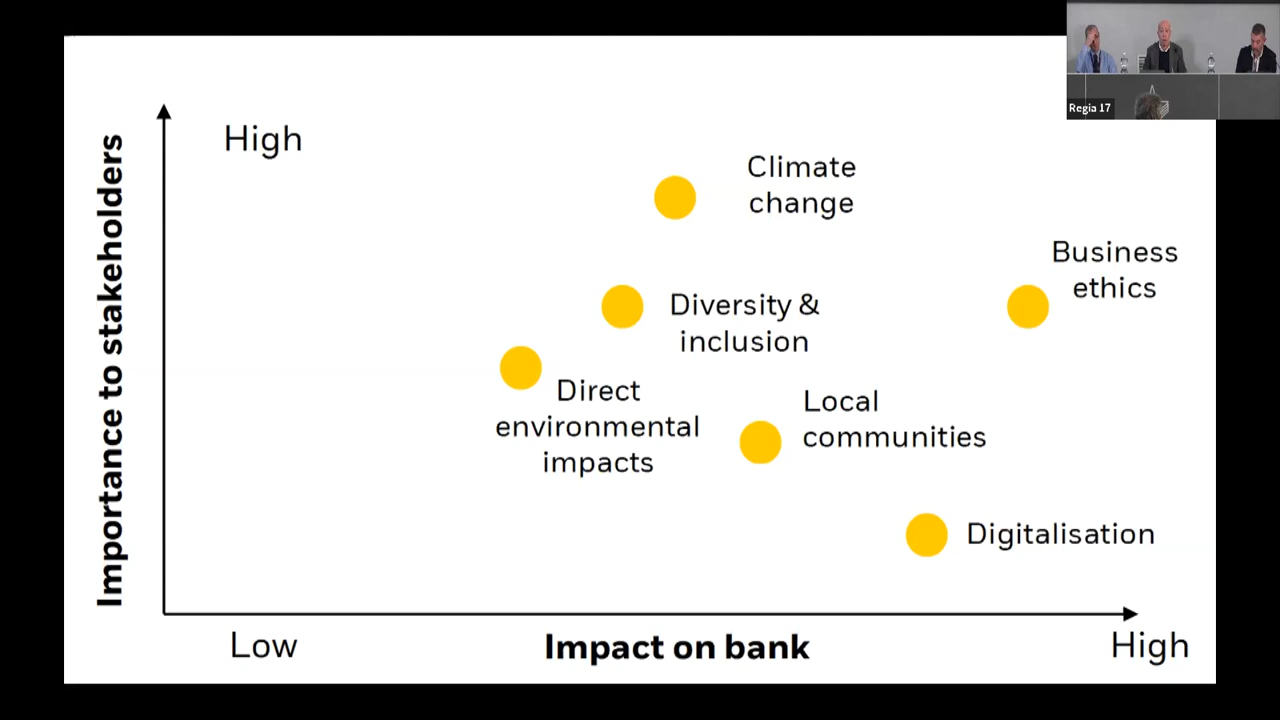 Regia 17
High
Climate
change
Business
ethics
Diversity &
inclusion
Direct
environmental
impacts
Local
communities
Digitalisation
Importance to stakeholders
Low
Impact on bank
High